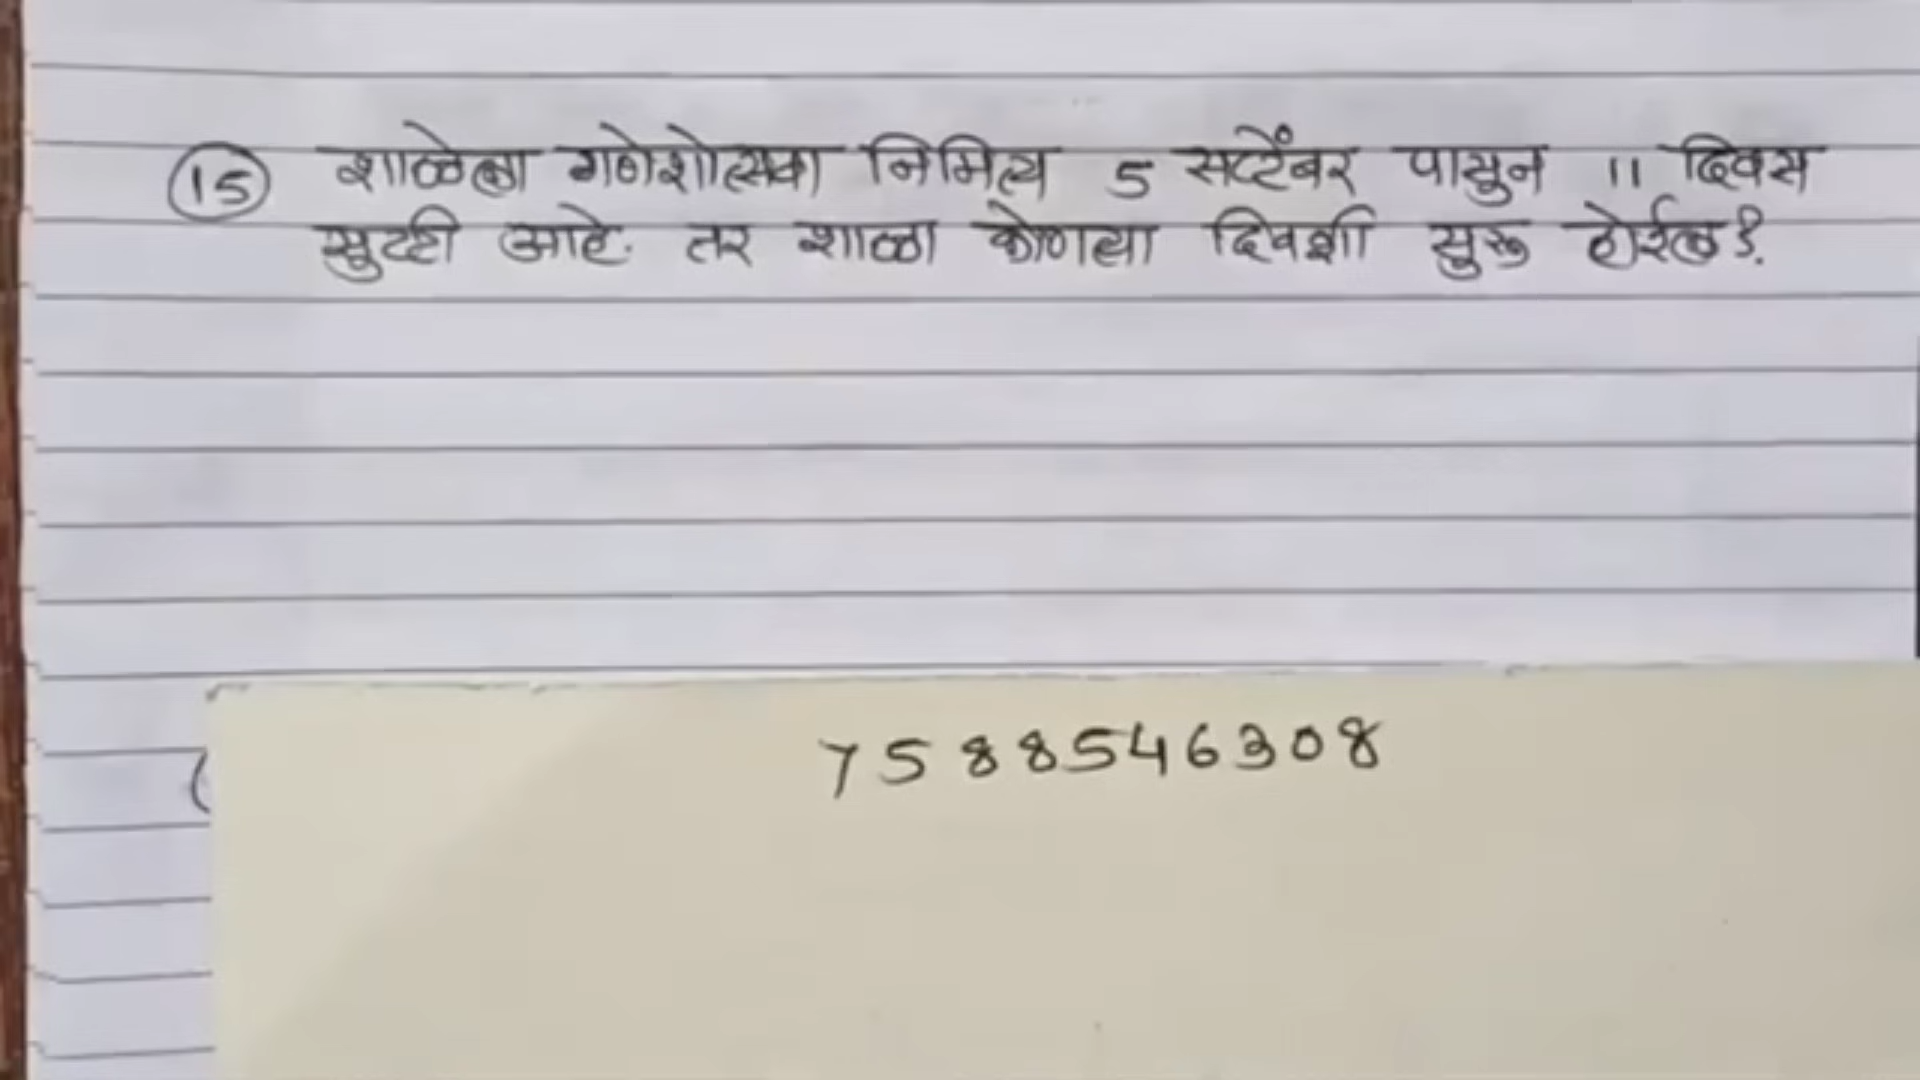 15 शाळेला गणेशोत्सवा निमित्य 5 सप्टेंबर पासुन 11 दिवस
सुट्टी आहे. तर शाळा कोणत्या दिवशी सुरू होईल?
7588546308